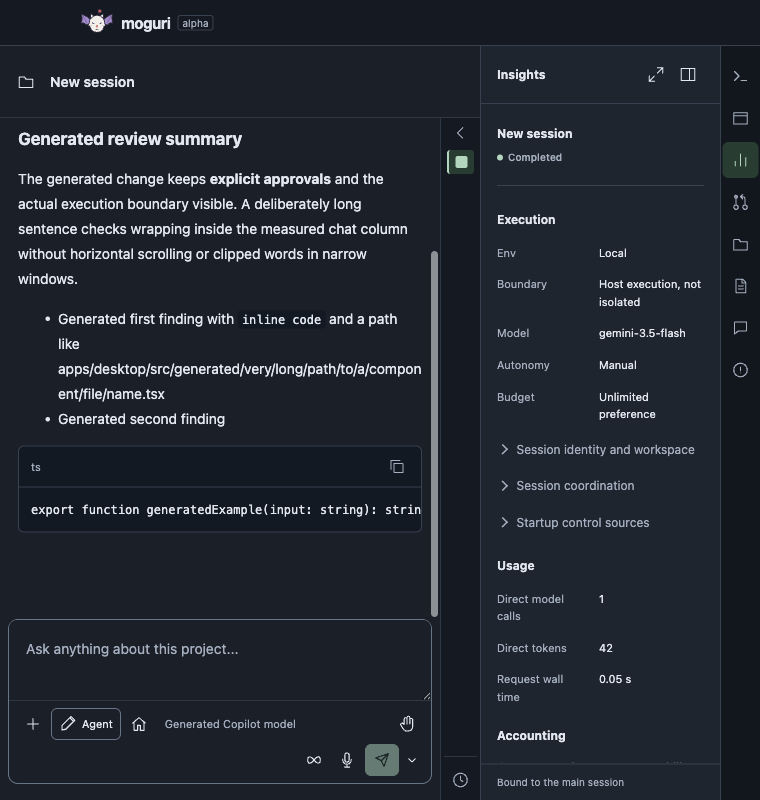 moguri alpha
New session
Generated review summary
The generated change keeps explicit approvals and the
actual execution boundary visible. A deliberately long
sentence checks wrapping inside the measured chat column
without horizontal scrolling or clipped words in narrow
windows.
• Generated first finding with inline code and a path
like
apps/desktop/src/generated/very/long/path/to/a/compon
ent/file/name.tsx
• Generated second finding
ts
export function generatedExample(input: string): strin
Ask anything about this project...
Agent
Generated Copilot model
Insights
New session
Completed
Execution
Env Local
Boundary Host execution, not
isolated
Model gemini-3.5-flash
Autonomy Manual
Budget Unlimited
preference
Session identity and workspace
Session coordination
Startup control sources
Usage
Direct model 1
calls
Direct tokens 42
Request wall 0.05 s
time
Accounting
Bound to the main session